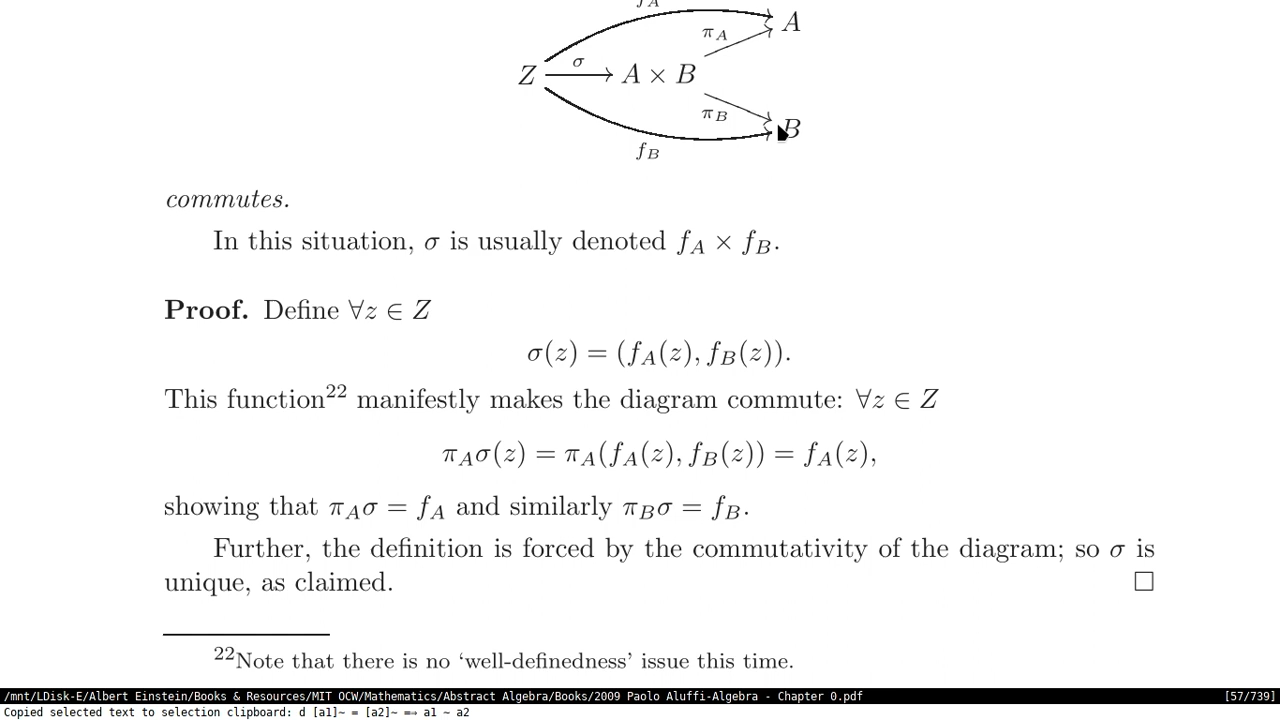 f_A
A
π_A
Z σ A × B
π_B
B
f_B
commutes.
In this situation, σ is usually denoted f_A × f_B.
Proof. Define ∀z ∈ Z
σ(z) = (f_A(z), f_B(z)).
This function²² manifestly makes the diagram commute: ∀z ∈ Z
π_Aσ(z) = π_A(f_A(z), f_B(z)) = f_A(z),
showing that π_Aσ = f_A and similarly π_Bσ = f_B.
Further, the definition is forced by the commutativity of the diagram; so σ is
unique, as claimed. □
²²Note that there is no ‘well-definedness’ issue this time.
/mnt/LDisk-E/Albert Einstein/Books & Resources/MIT OCW/Mathematics/Abstract Algebra/Books/2009 Paolo Aluffi-Algebra - Chapter 0.pdf [57/739]
Copied selected text to selection clipboard: d [a1]~ = [a2]~ =⇒ a1 ~ a2